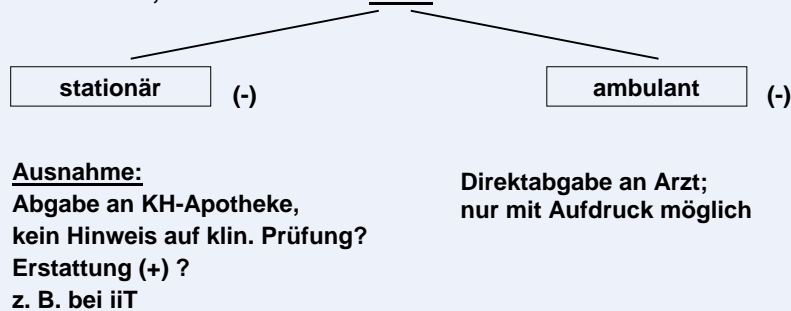 stationär (-)
ambulant (-)
Ausnahme:
Abgabe an KH-Apotheke,
kein Hinweis auf klin. Prüfung?
Erstattung (+) ?
z. B. bei iiT
Direktabgabe an Arzt;
nur mit Aufdruck möglich